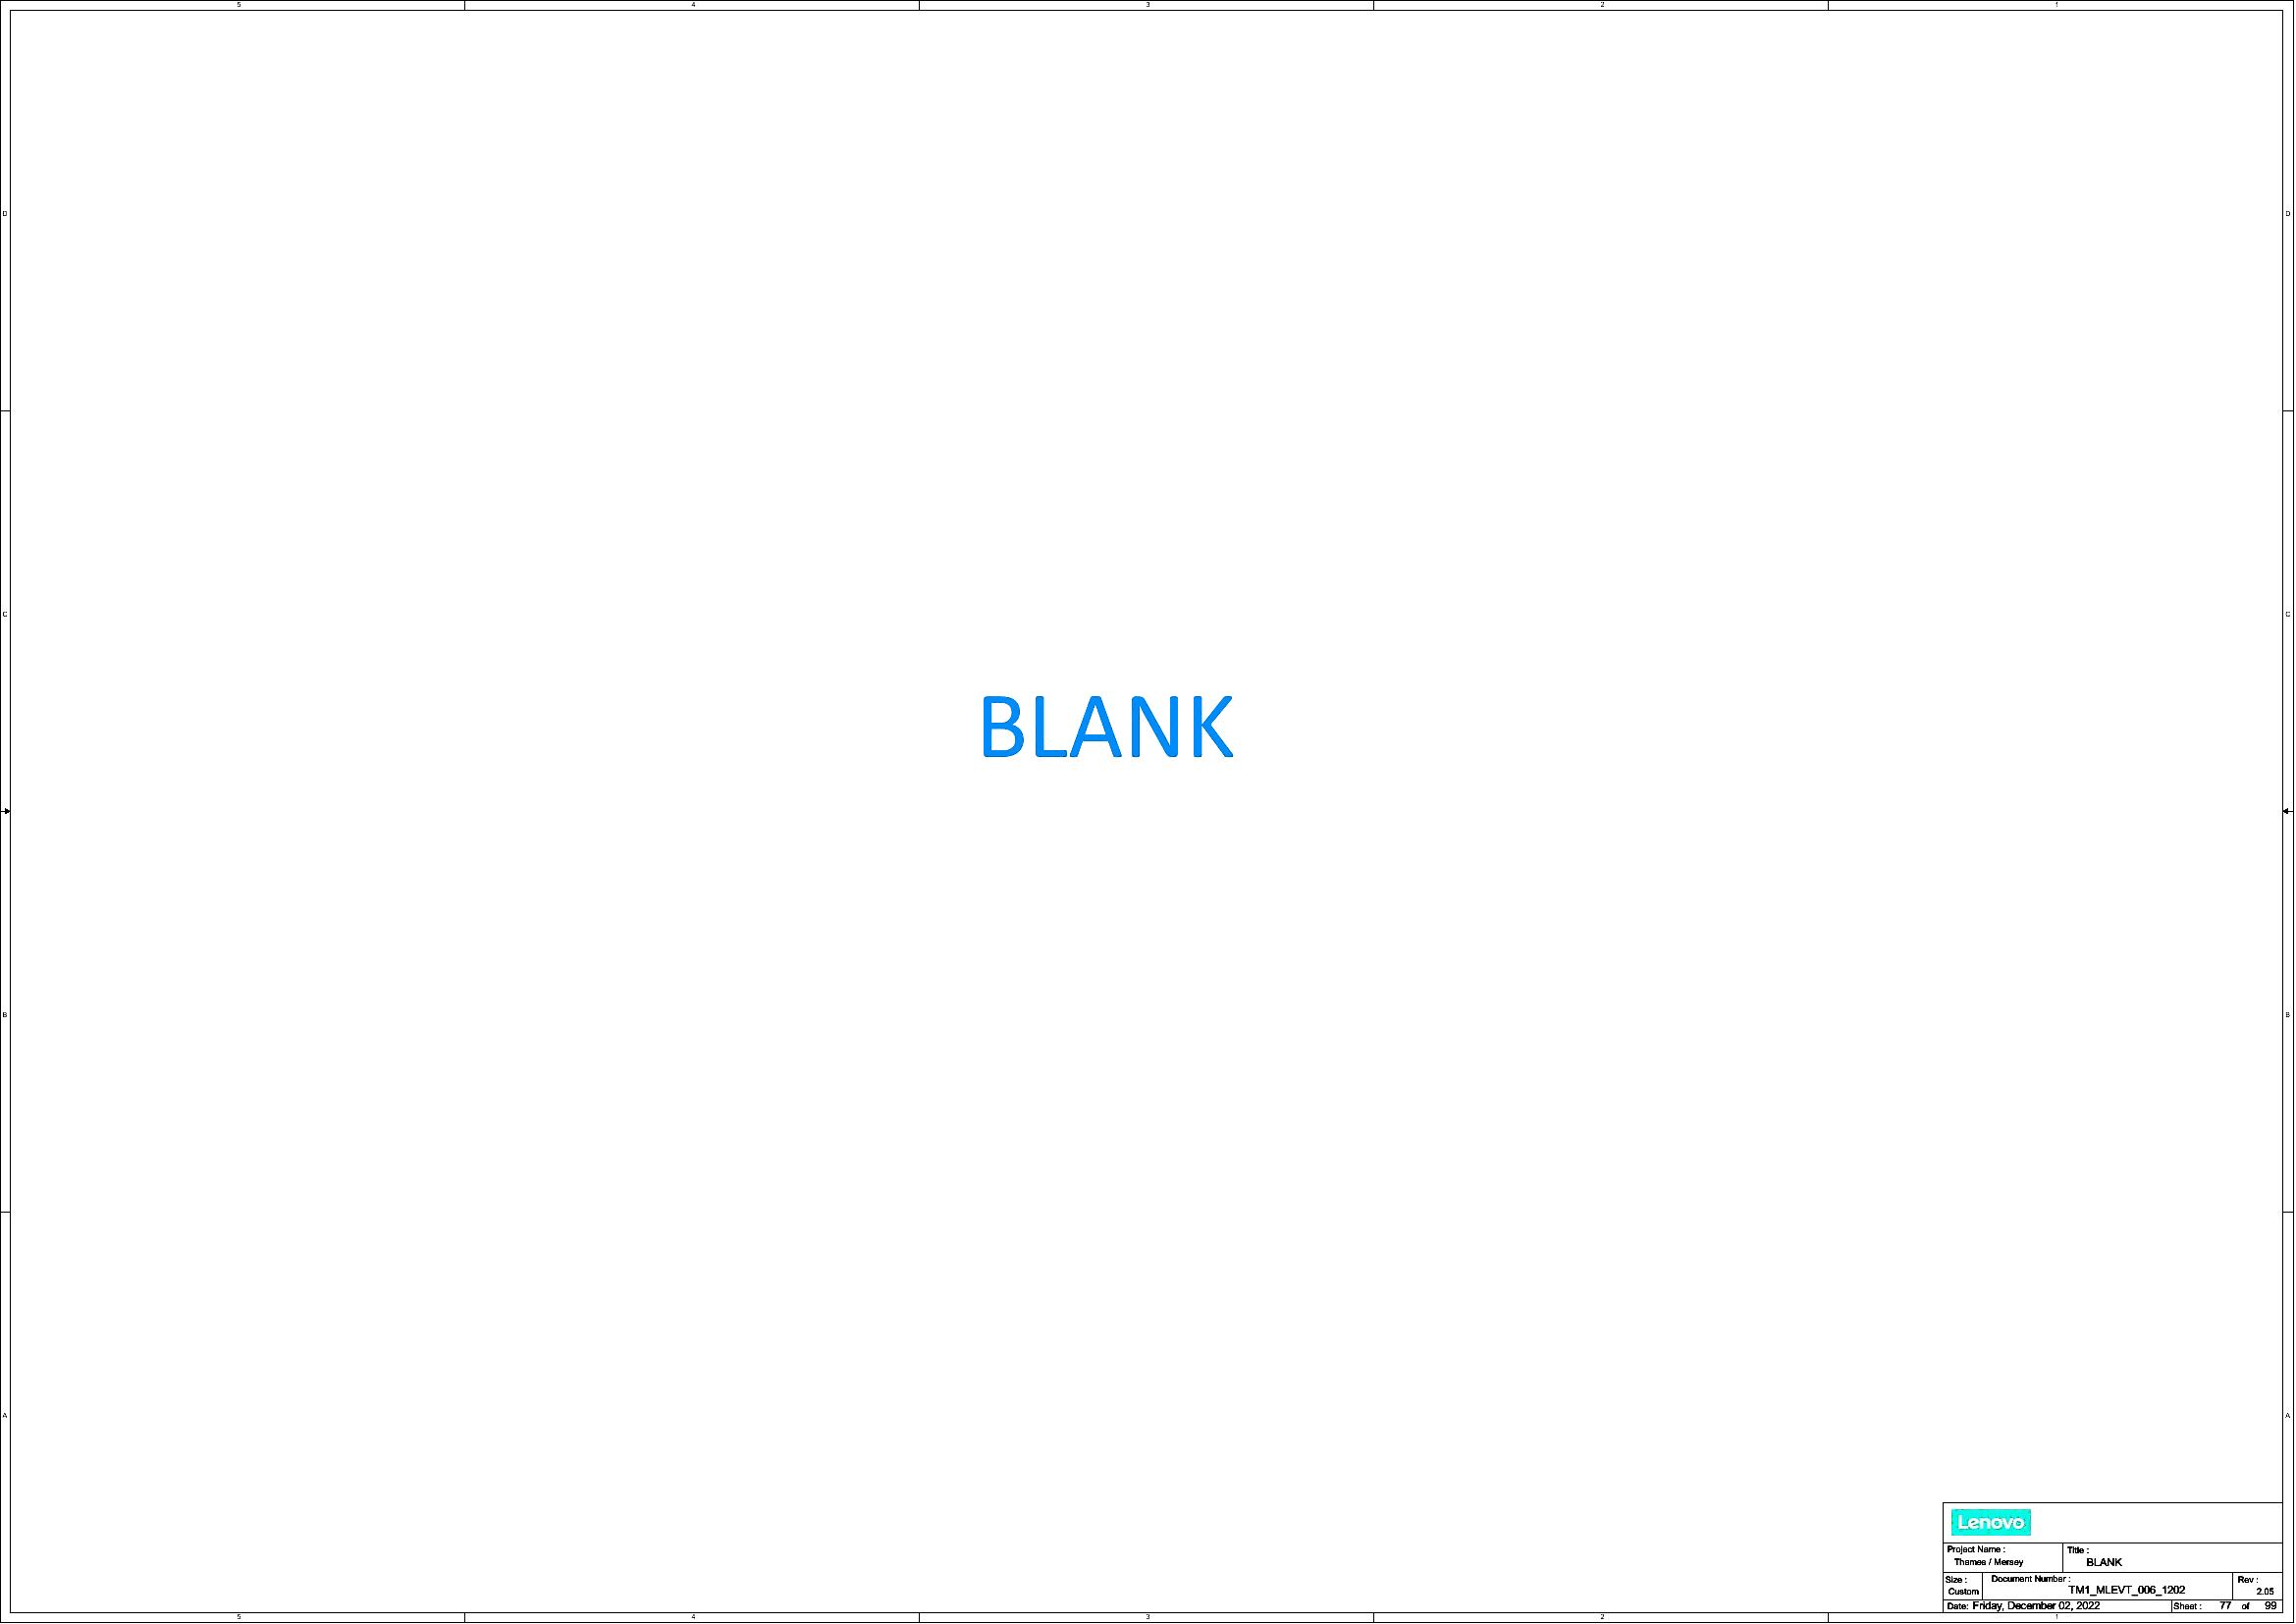 5 4 3 2 1
D D
C C
BLANK
B B
A A
Lenovo
Project Name : Title :
Thames / Mersey BLANK
Size : Document Number : Rev :
Custom TM1_MLEVT_006_1202 2.05
Date: Friday, December 02, 2022 Sheet : 77 of 99
5 4 3 2 1